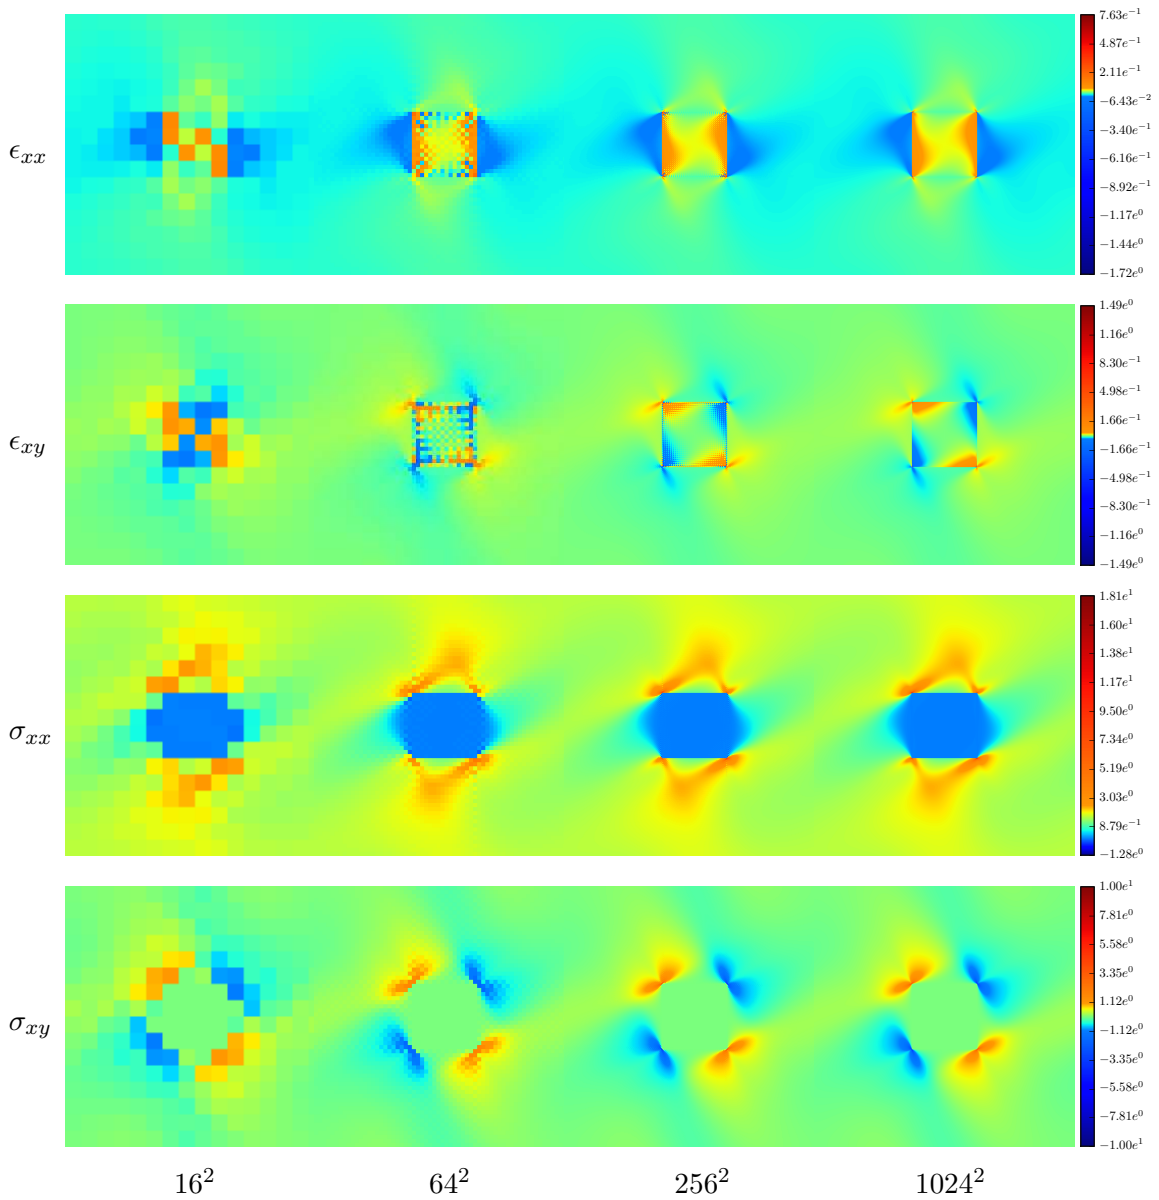 7.63e⁻¹
4.87e⁻¹
2.11e⁻¹
−6.43e⁻²
−3.40e⁻¹
−6.16e⁻¹
−8.92e⁻¹
−1.17e⁰
−1.44e⁰
−1.72e⁰
ϵxx
1.49e⁰
1.16e⁰
8.30e⁻¹
4.98e⁻¹
1.66e⁻¹
−1.66e⁻¹
−4.98e⁻¹
−8.30e⁻¹
−1.16e⁰
−1.49e⁰
ϵxy
1.81e¹
1.60e¹
1.38e¹
1.17e¹
9.50e⁰
7.34e⁰
5.19e⁰
3.03e⁰
8.79e⁻¹
−1.28e⁰
σxx
1.00e¹
7.81e⁰
5.58e⁰
3.35e⁰
1.12e⁰
−1.12e⁰
−3.35e⁰
−5.58e⁰
−7.81e⁰
−1.00e¹
σxy
16² 64² 256² 1024²